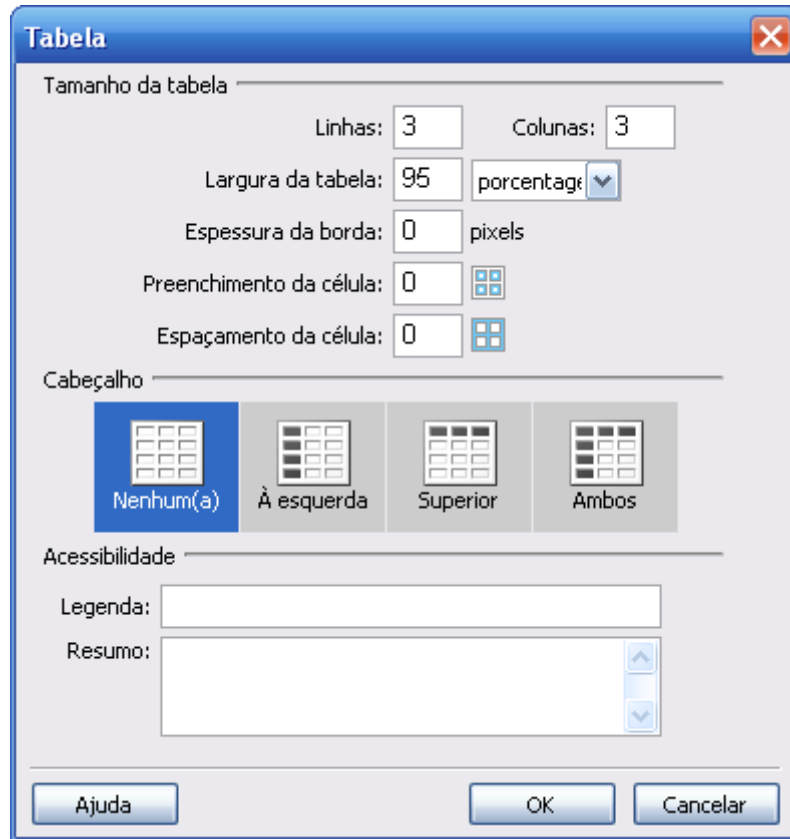 Tabela
Tamanho da tabela
Linhas: 3 Colunas: 3
Largura da tabela: 95 porcentage
Espessura da borda: 0 pixels
Preenchimento da célula: 0
Espaçamento da célula: 0
Cabeçalho
Nenhum(a) À esquerda Superior Ambos
Acessibilidade
Legenda:
Resumo:
Ajuda OK Cancelar